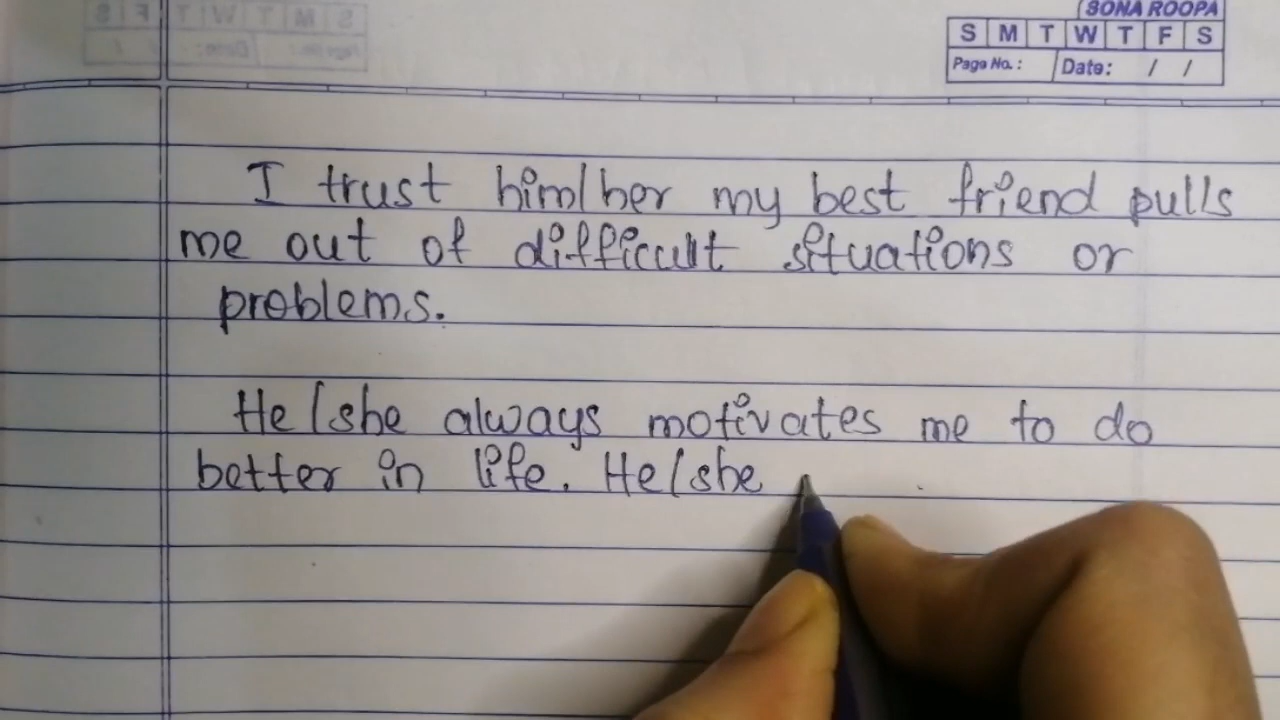 SONA ROOPA
S M T W T F S
Page No. : Date: / /
I trust him/her my best friend pulls
me out of difficult situations or
problems.
He/she always motivates me to do
better in life. He/she